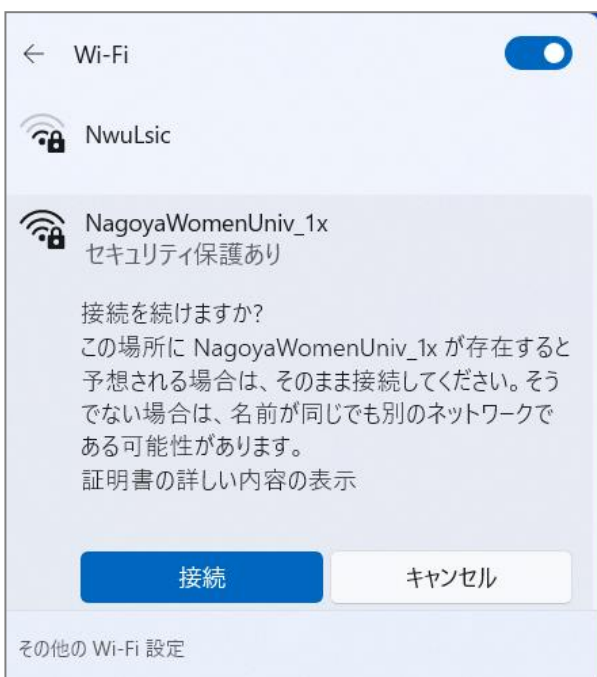 Wi-Fi
NwuLsic
NagoyaWomenUniv_1x
セキュリティ保護あり
接続を続けますか?
この場所に NagoyaWomenUniv_1x が存在すると
予想される場合は、そのまま接続してください。そう
でない場合は、名前が同じでも別のネットワークで
ある可能性があります。
証明書の詳しい内容の表示
接続 キャンセル
その他の Wi-Fi 設定